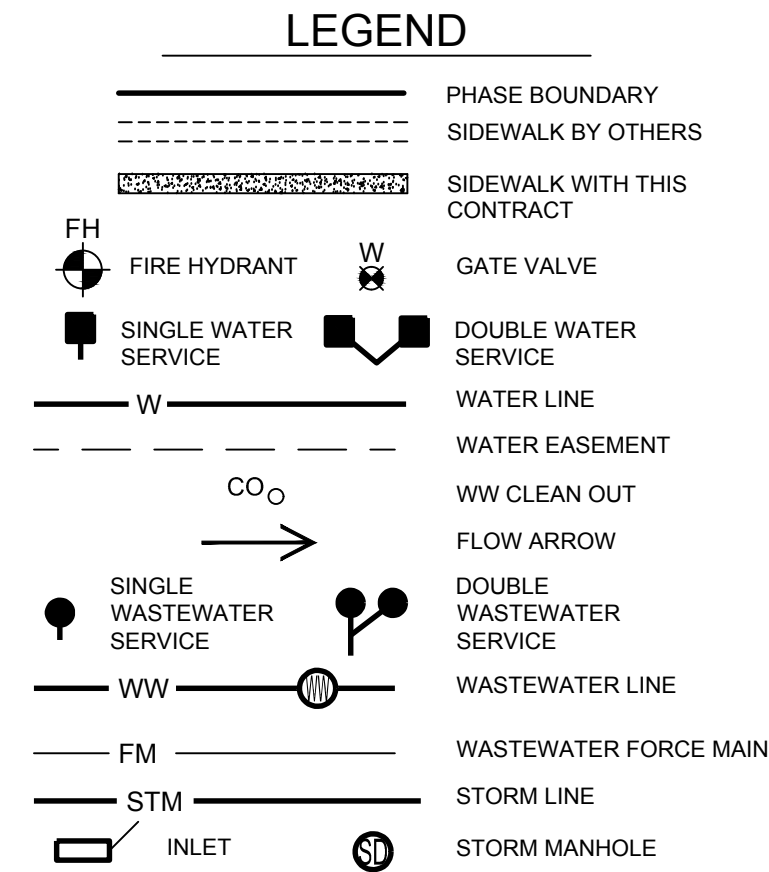 LEGEND
PHASE BOUNDARY
SIDEWALK BY OTHERS
SIDEWALK WITH THIS
CONTRACT
FH
FIRE HYDRANT
W
GATE VALVE
SINGLE WATER
SERVICE
DOUBLE WATER
SERVICE
W
WATER LINE
WATER EASEMENT
CO
WW CLEAN OUT
FLOW ARROW
SINGLE
WASTEWATER
SERVICE
DOUBLE
WASTEWATER
SERVICE
WW
WW
WASTEWATER LINE
FM
WASTEWATER FORCE MAIN
STM
STORM LINE
INLET
SD
STORM MANHOLE